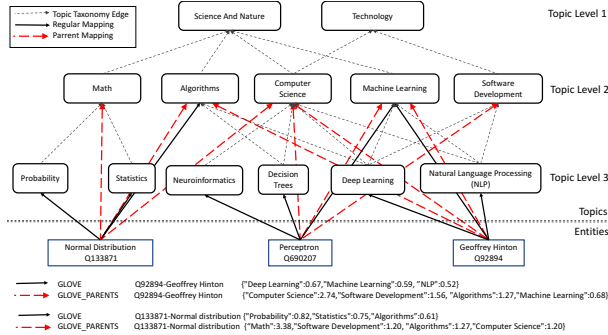 Topic Taxonomy Edge
Regular Mapping
Parrent Mapping
Science And Nature
Technology
Topic Level 1
Math
Algorithms
Computer
Science
Machine Learning
Software
Development
Topic Level 2
Probability
Statistics
Neuroinformatics
Decision
Trees
Deep Learning
Natural Language Processing
(NLP)
Topic Level 3
Topics
Entities
Normal Distribution
Q133871
Perceptron
Q690207
Geoffrey Hinton
Q92894
GLOVE Q92894-Geoffrey Hinton {"Deep Learning":0.67,"Machine Learning":0.59, "NLP":0.52}
GLOVE_PARENTS Q92894-Geoffrey Hinton {"Computer Science":2.74,"Software Development":1.56, "Algorithms":1.27,"Machine Learning":0.68}
GLOVE Q133871-Normal distribution {"Probability":0.82,"Statistics":0.75,"Algorithms":0.61}
GLOVE_PARENTS Q133871-Normal distribution {"Math":3.38,"Software Development":1.20, "Algorithms":1.27,"Computer Science":1.20}